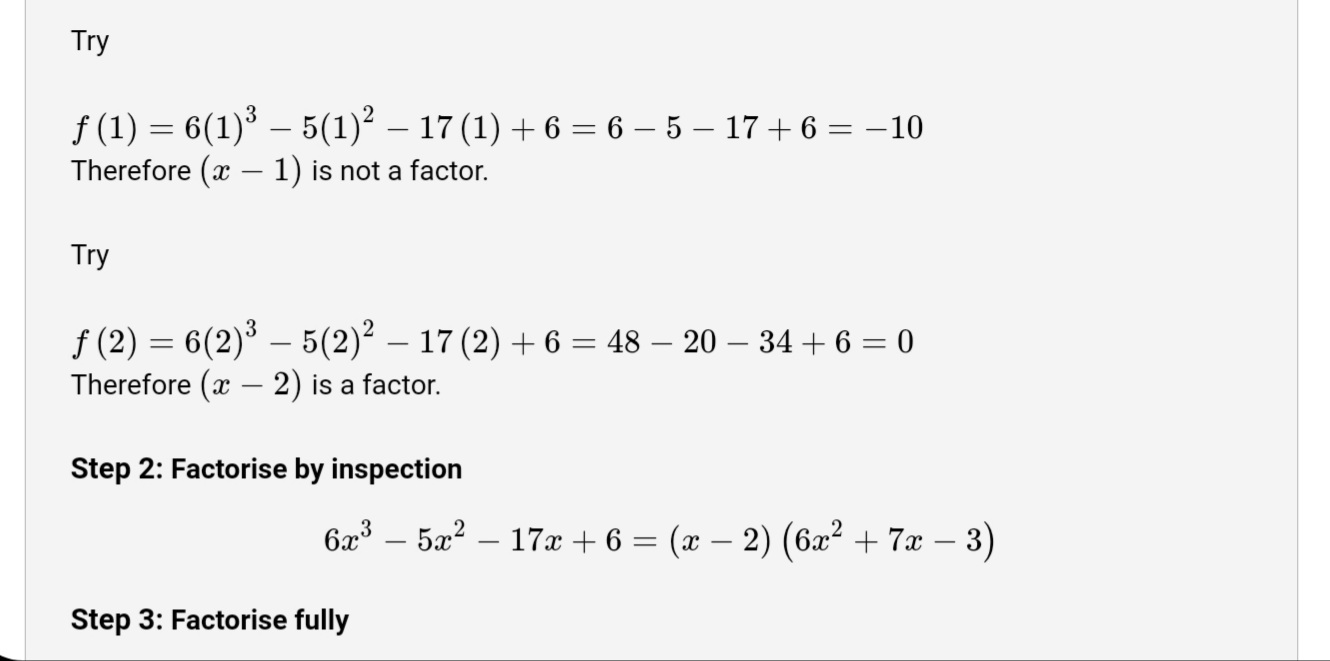 Try
f (1) = 6(1)³ − 5(1)² − 17 (1) + 6 = 6 − 5 − 17 + 6 = −10
Therefore (x − 1) is not a factor.
Try
f (2) = 6(2)³ − 5(2)² − 17 (2) + 6 = 48 − 20 − 34 + 6 = 0
Therefore (x − 2) is a factor.
Step 2: Factorise by inspection
6x³ − 5x² − 17x + 6 = (x − 2) (6x² + 7x − 3)
Step 3: Factorise fully